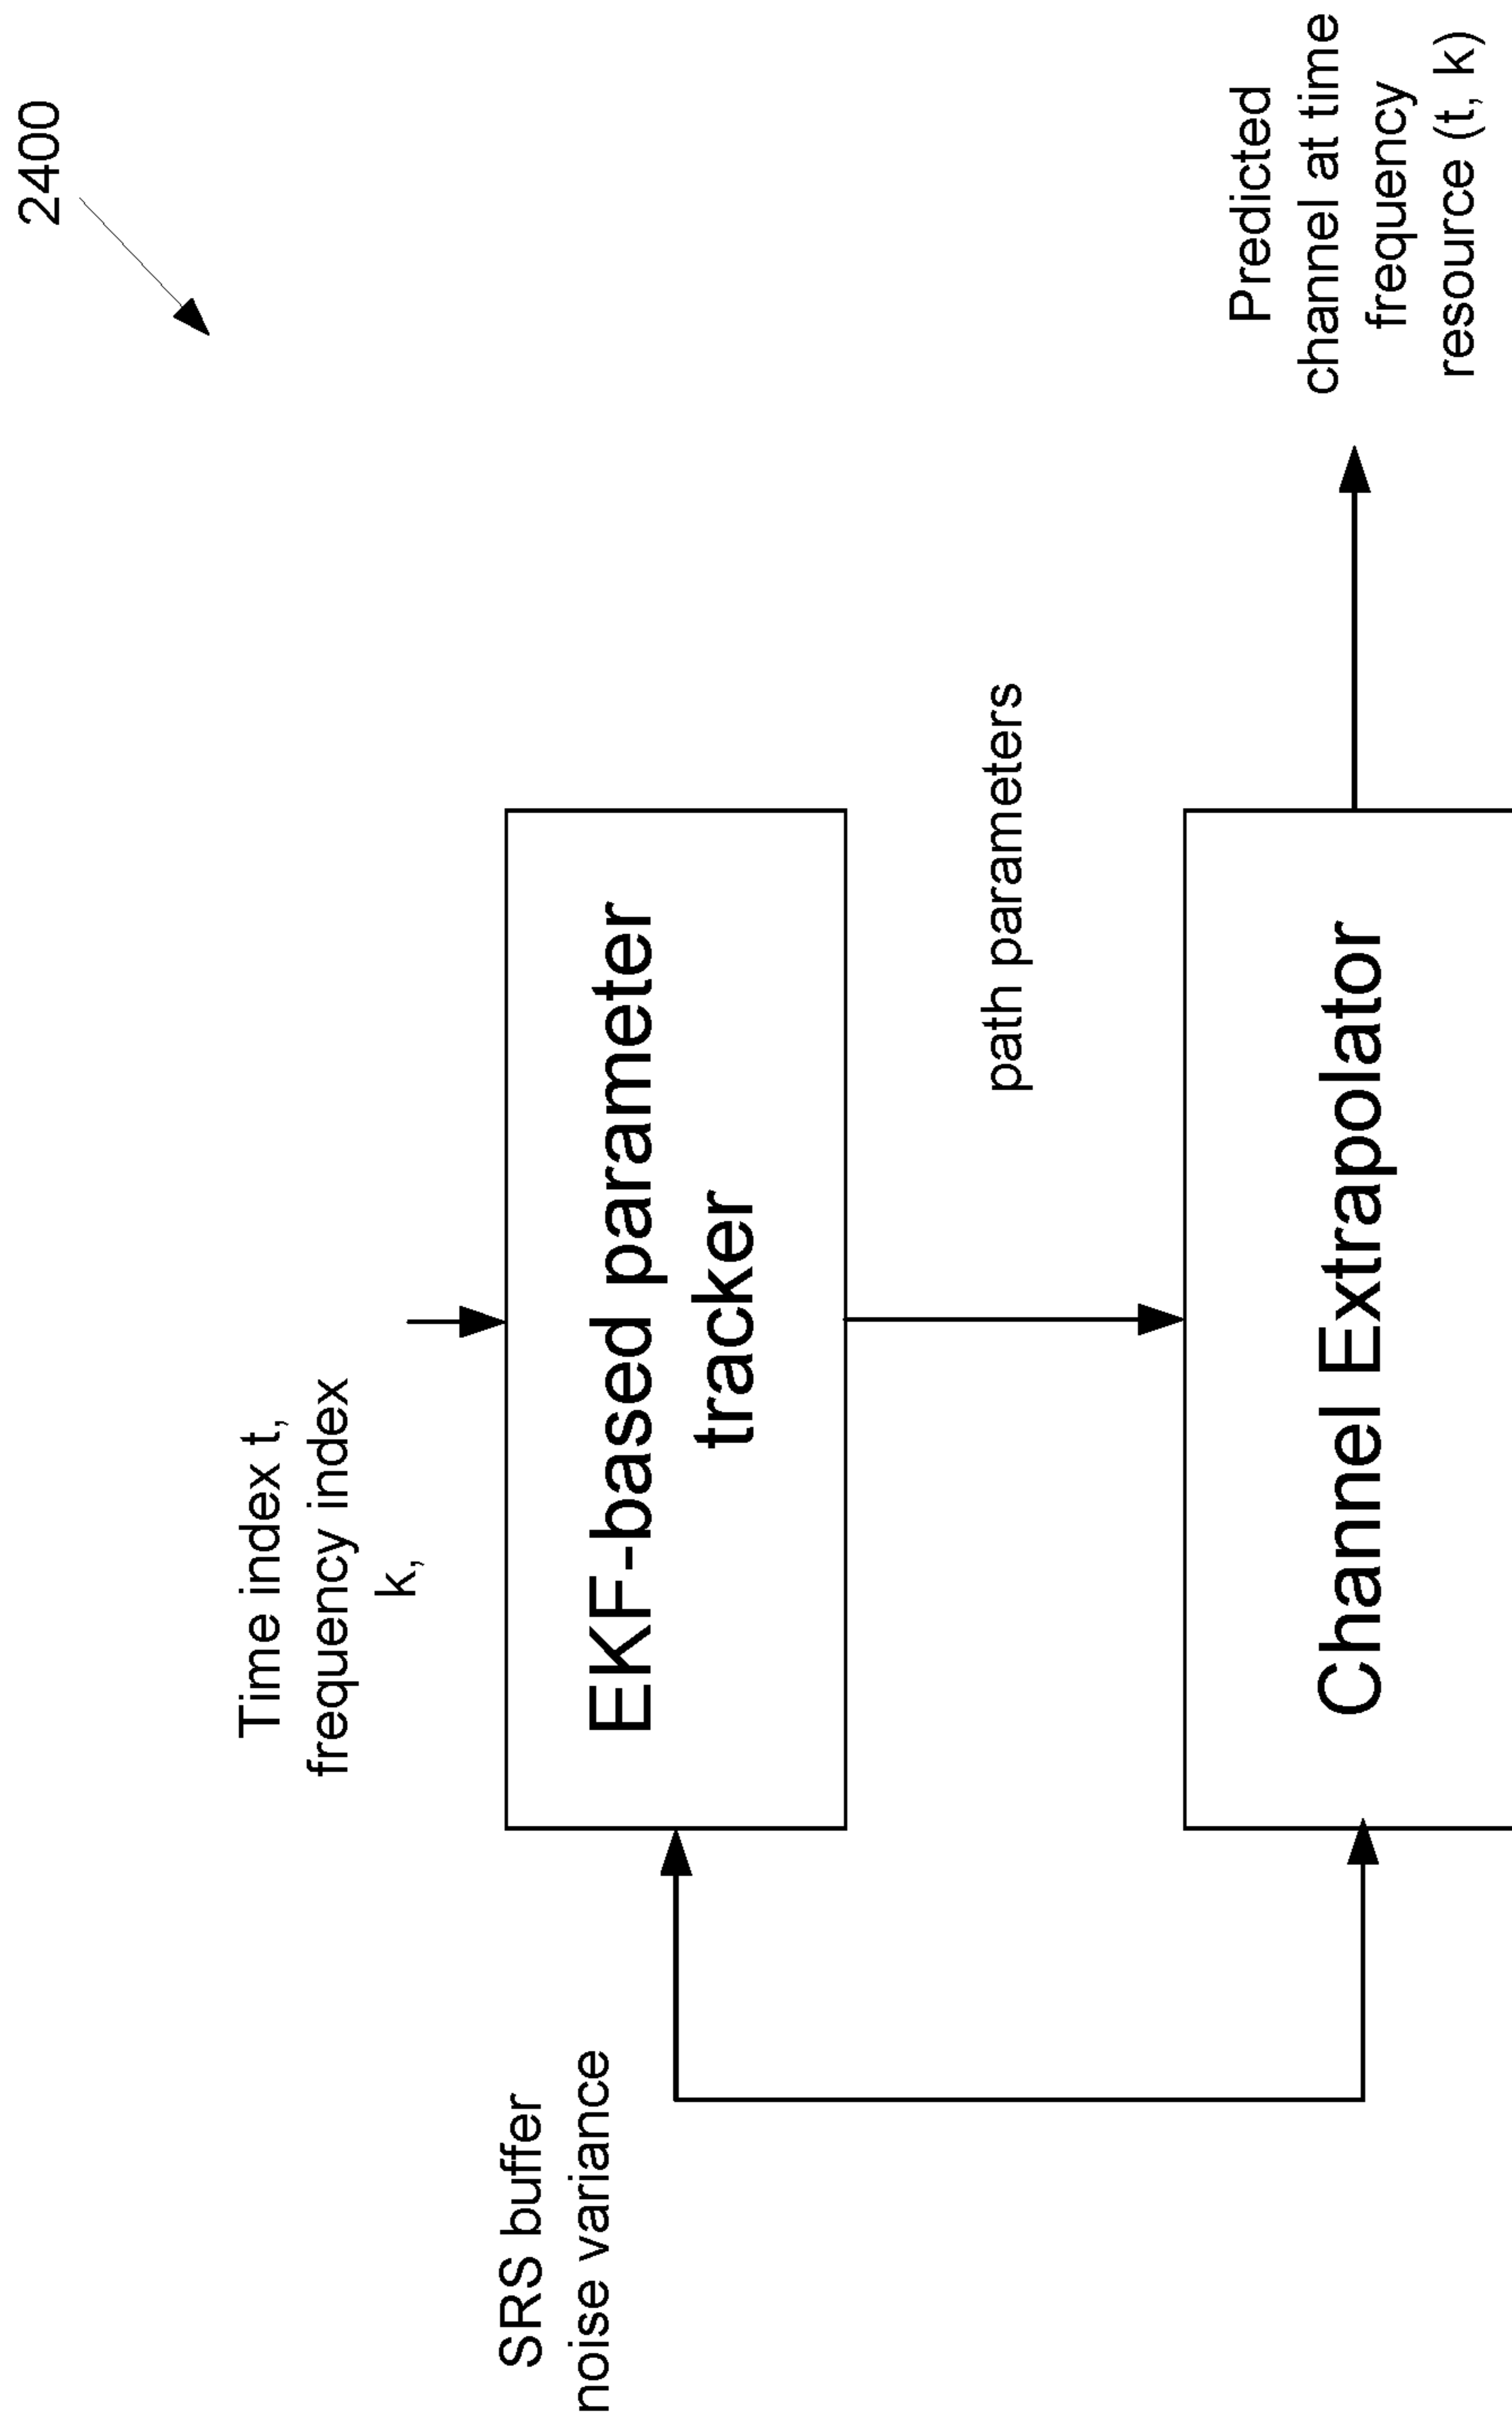 2400
Time index t,
frequency index
k,
SRS buffer
noise variance
EKF-based parameter
tracker
path parameters
Channel Extrapolator
Predicted
channel at time
frequency
resource (t, k)